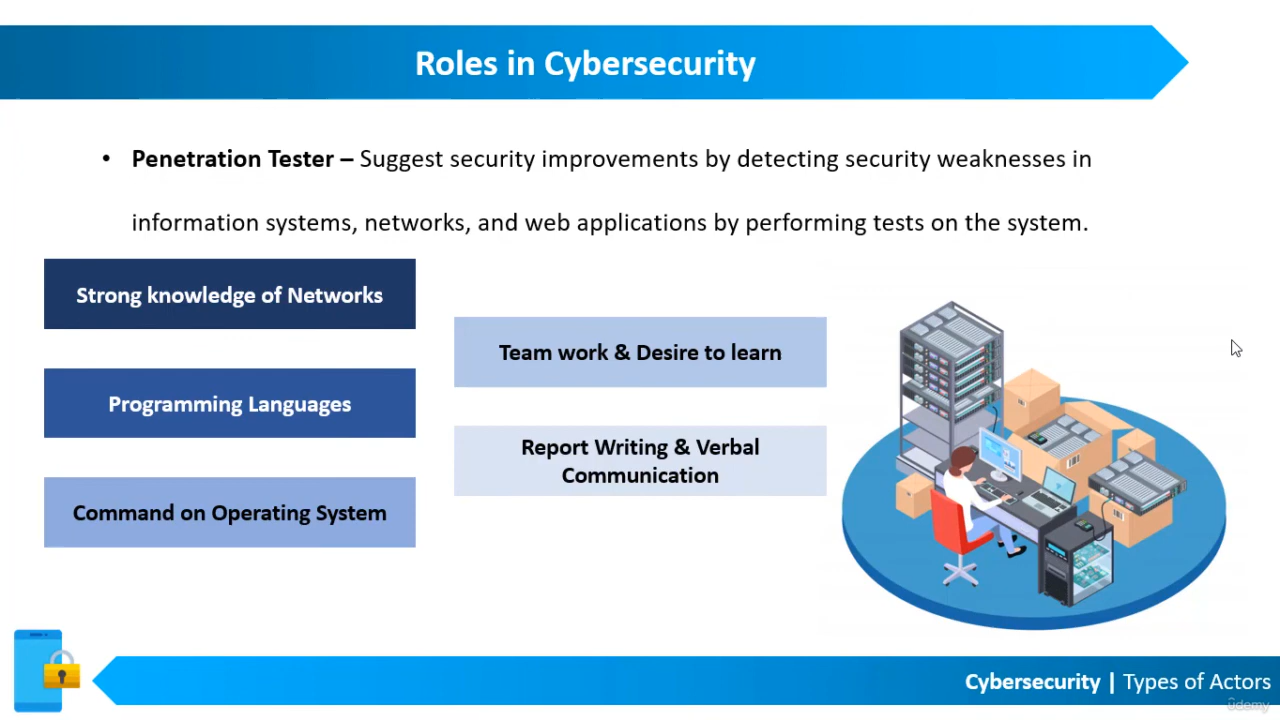 Roles in Cybersecurity
• Penetration Tester – Suggest security improvements by detecting security weaknesses in
information systems, networks, and web applications by performing tests on the system.
Strong knowledge of Networks
Programming Languages
Command on Operating System
Team work & Desire to learn
Report Writing & Verbal
Communication
Cybersecurity | Types of Actors
udemy